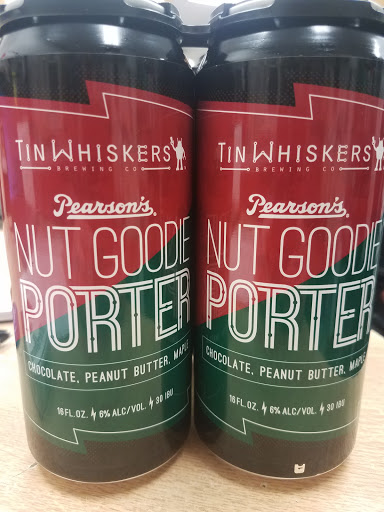 TIN WHISKERS
BREWING CO
Pearson's
NUT GOODIE
PORTER
CHOCOLATE, PEANUT BUTTER, MAPLE
16 FL.OZ. 6% ALC/VOL. 30 IBU
TIN WHISKERS
BREWING CO
Pearson's
NUT GOODIE
PORTER
CHOCOLATE, PEANUT BUTTER, MAPLE
16 FL.OZ. 6% ALC/VOL. 30 IBU